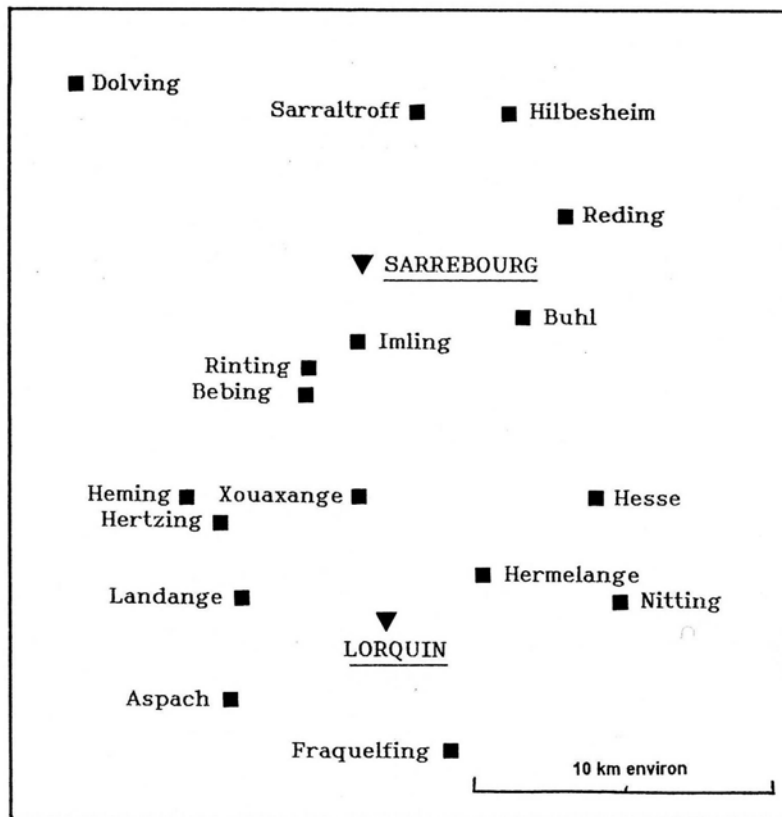 Dolving
Sarraltroff
Hilbesheim
Reding
SARREBOURG
Buhl
Imling
Rinting
Bebing
Heming
Xouaxange
Hesse
Hertzing
Hermelange
Landange
Nitting
LORQUIN
Aspach
Fraquelfing
10 km environ